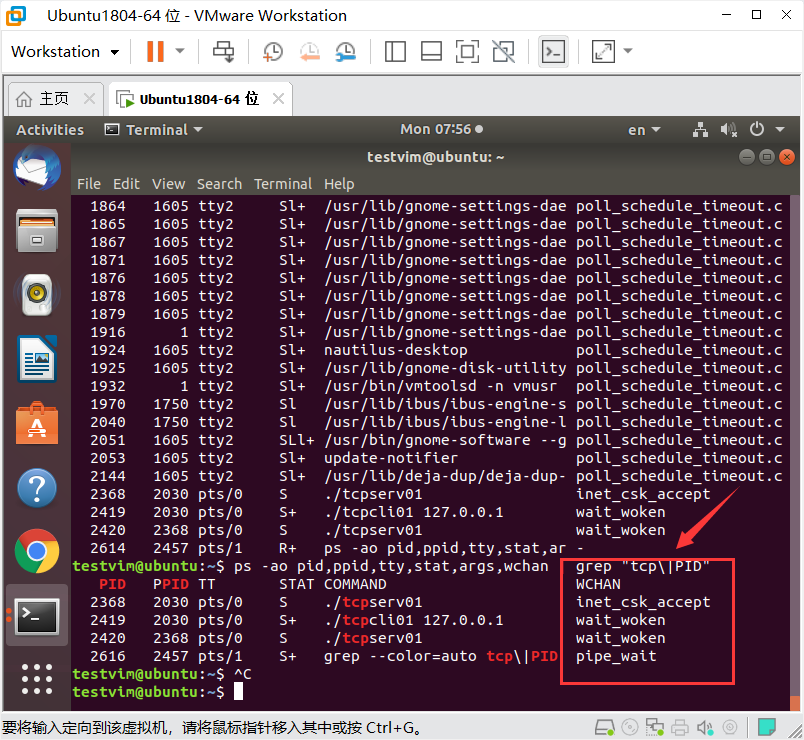 Ubuntu1804-64 位 - VMware Workstation
Workstation
主页
Ubuntu1804-64 位
Activities Terminal Mon 07:56 en
testvim@ubuntu: ~
File Edit View Search Terminal Help
1864 1605 tty2 Sl+ /usr/lib/gnome-settings-dae poll_schedule_timeout.c
1865 1605 tty2 Sl+ /usr/lib/gnome-settings-dae poll_schedule_timeout.c
1867 1605 tty2 Sl+ /usr/lib/gnome-settings-dae poll_schedule_timeout.c
1871 1605 tty2 Sl+ /usr/lib/gnome-settings-dae poll_schedule_timeout.c
1876 1605 tty2 Sl+ /usr/lib/gnome-settings-dae poll_schedule_timeout.c
1878 1605 tty2 Sl+ /usr/lib/gnome-settings-dae poll_schedule_timeout.c
1879 1605 tty2 Sl+ /usr/lib/gnome-settings-dae poll_schedule_timeout.c
1916 1 tty2 Sl+ /usr/lib/gnome-settings-dae poll_schedule_timeout.c
1924 1605 tty2 Sl+ nautilus-desktop poll_schedule_timeout.c
1925 1605 tty2 Sl+ /usr/lib/gnome-disk-utility poll_schedule_timeout.c
1932 1 tty2 Sl+ /usr/bin/vmtoolsd -n vmusr poll_schedule_timeout.c
1970 1750 tty2 Sl /usr/lib/ibus/ibus-engine-s poll_schedule_timeout.c
2040 1750 tty2 Sl /usr/lib/ibus/ibus-engine-l poll_schedule_timeout.c
2051 1605 tty2 SLl+ /usr/bin/gnome-software --g poll_schedule_timeout.c
2053 1605 tty2 Sl+ update-notifier poll_schedule_timeout.c
2144 1605 tty2 Sl+ /usr/lib/deja-dup/deja-dup- poll_schedule_timeout.c
2368 2030 pts/0 S ./tcpserv01 inet_csk_accept
2419 2030 pts/0 S+ ./tcpcli01 127.0.0.1 wait_woken
2420 2368 pts/0 S ./tcpserv01 wait_woken
2614 2457 pts/1 R+ ps -ao pid,ppid,tty,stat,ar -
testvim@ubuntu:~$ ps -ao pid,ppid,tty,stat,args,wchan | grep "tcp\|PID"
PID PPID TT STAT COMMAND WCHAN
2368 2030 pts/0 S ./tcpserv01 inet_csk_accept
2419 2030 pts/0 S+ ./tcpcli01 127.0.0.1 wait_woken
2420 2368 pts/0 S ./tcpserv01 wait_woken
2616 2457 pts/1 S+ grep --color=auto tcp\|PID pipe_wait
testvim@ubuntu:~$ ^C
testvim@ubuntu:~$
要将输入定向到该虚拟机，请将鼠标指针移入其中或按 Ctrl+G。